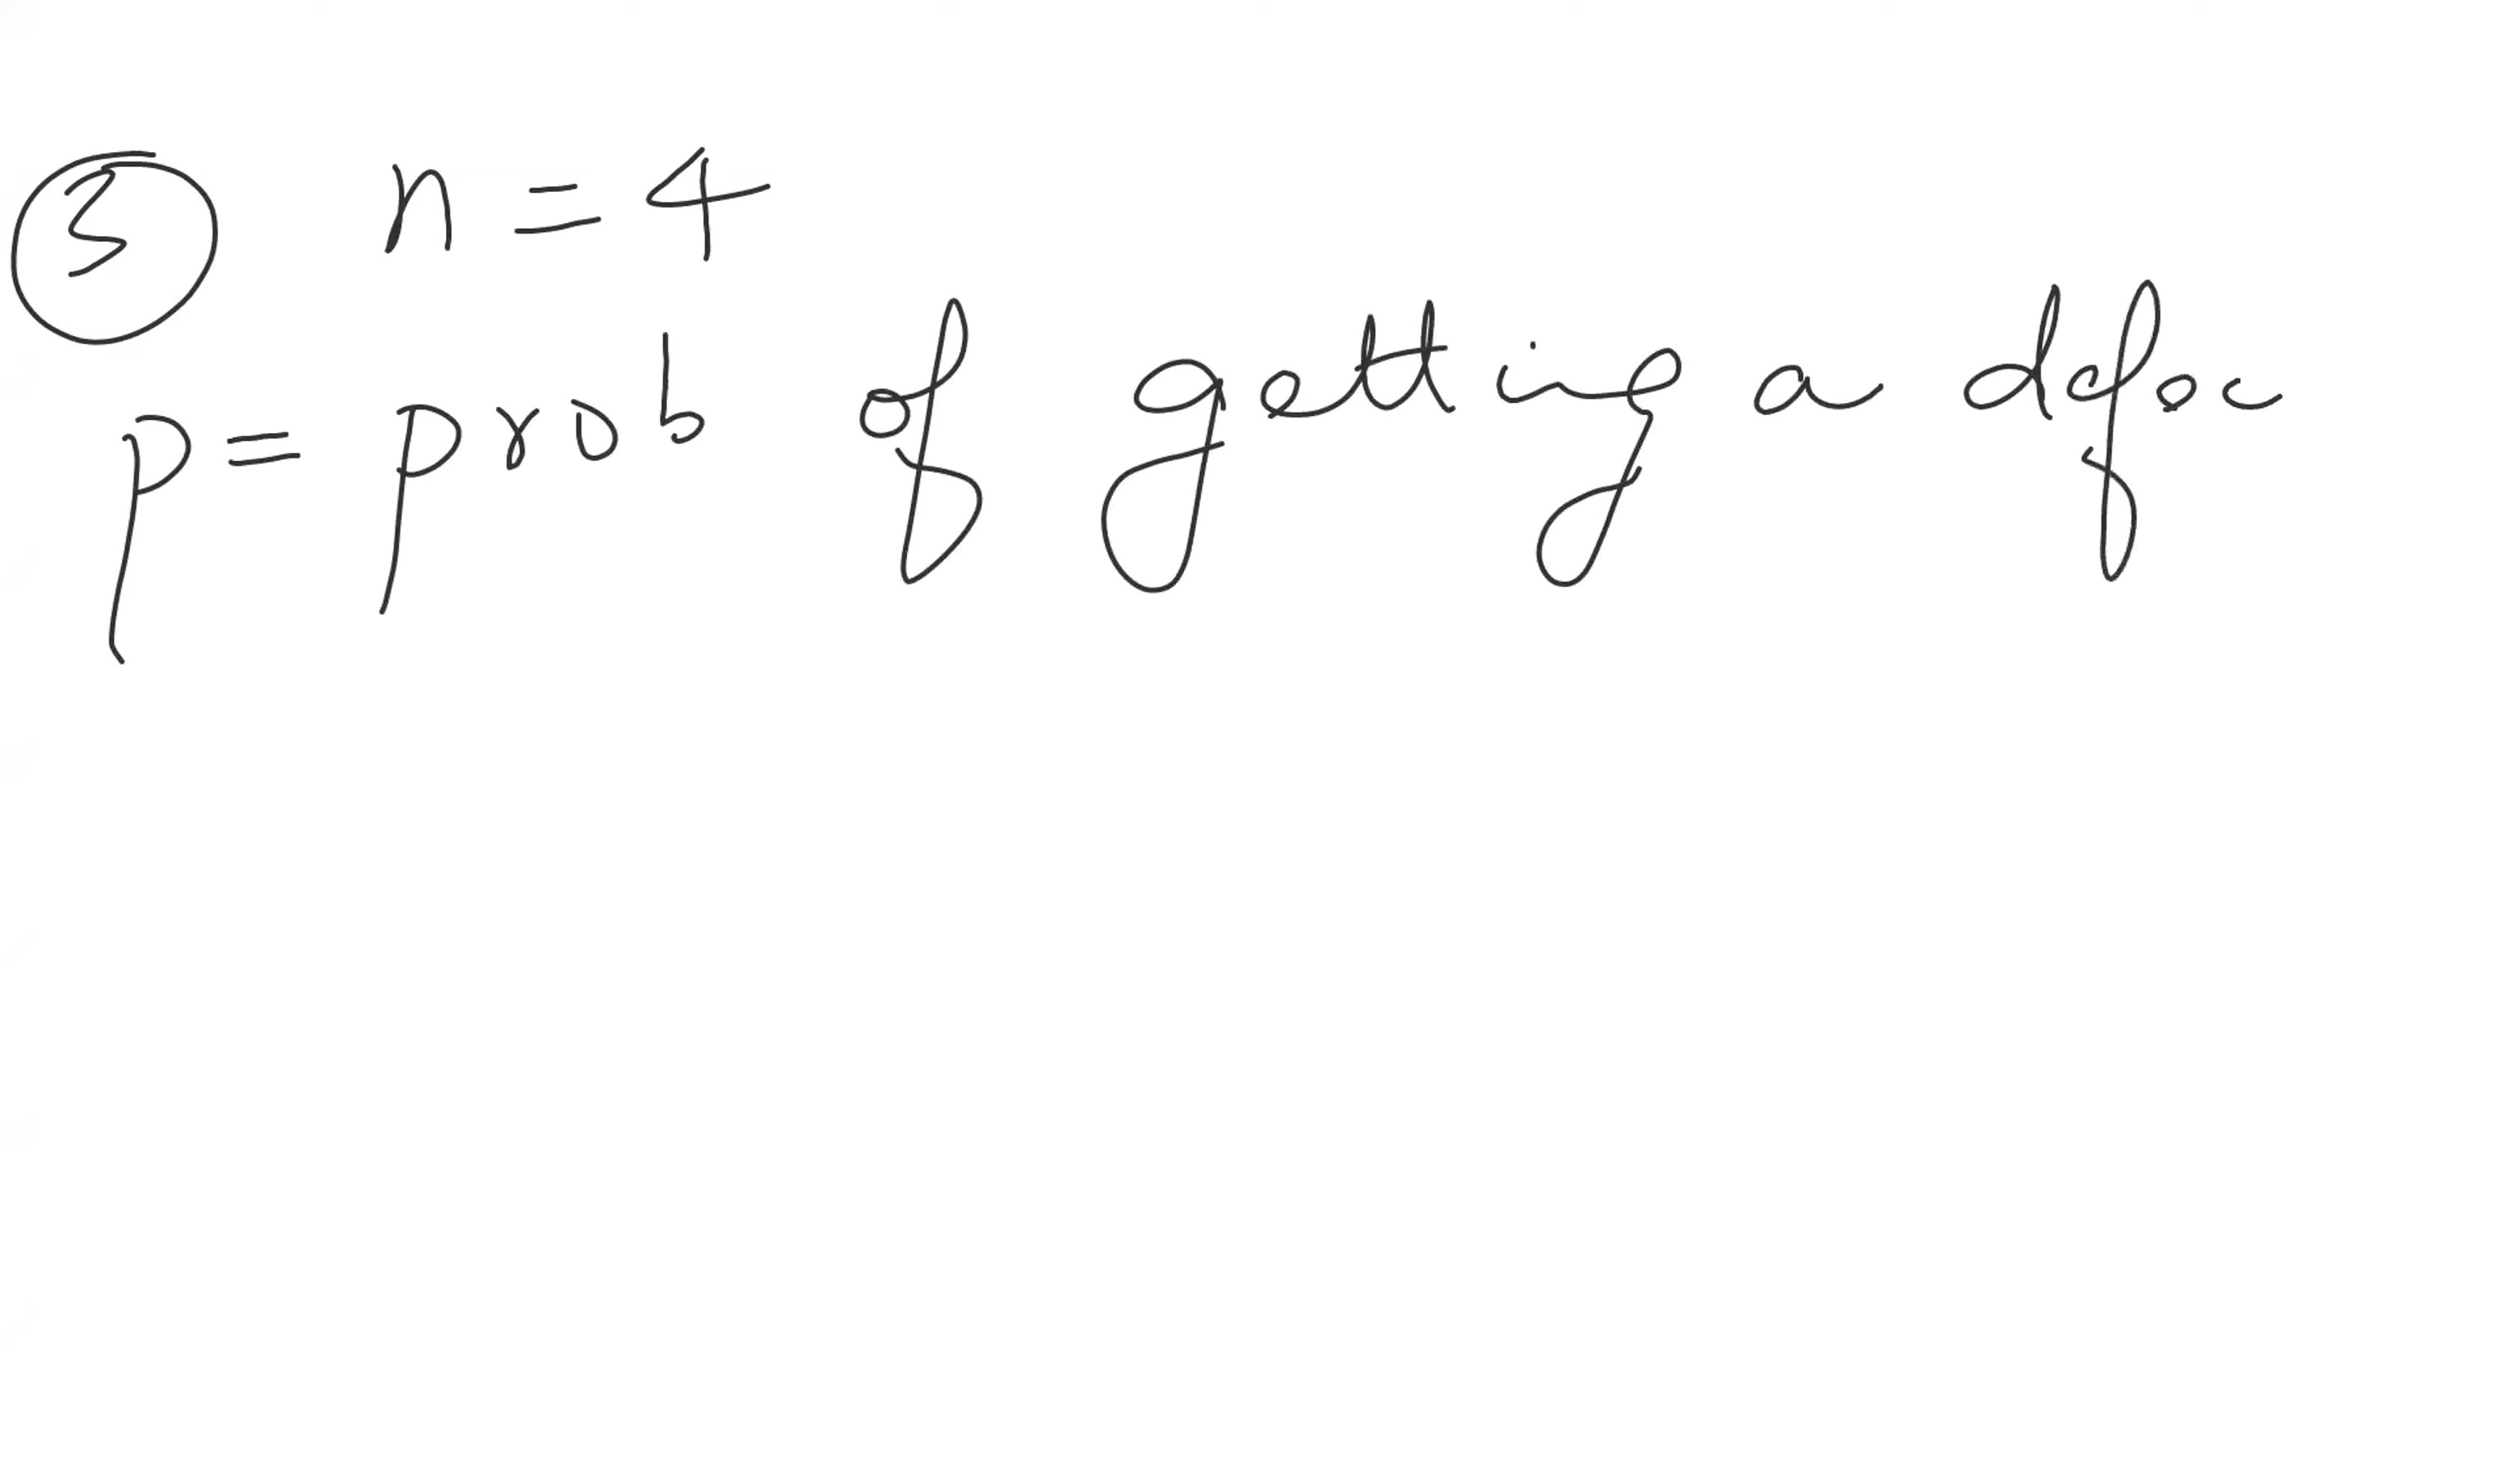 3 n = 4
p = prob of getting a defec